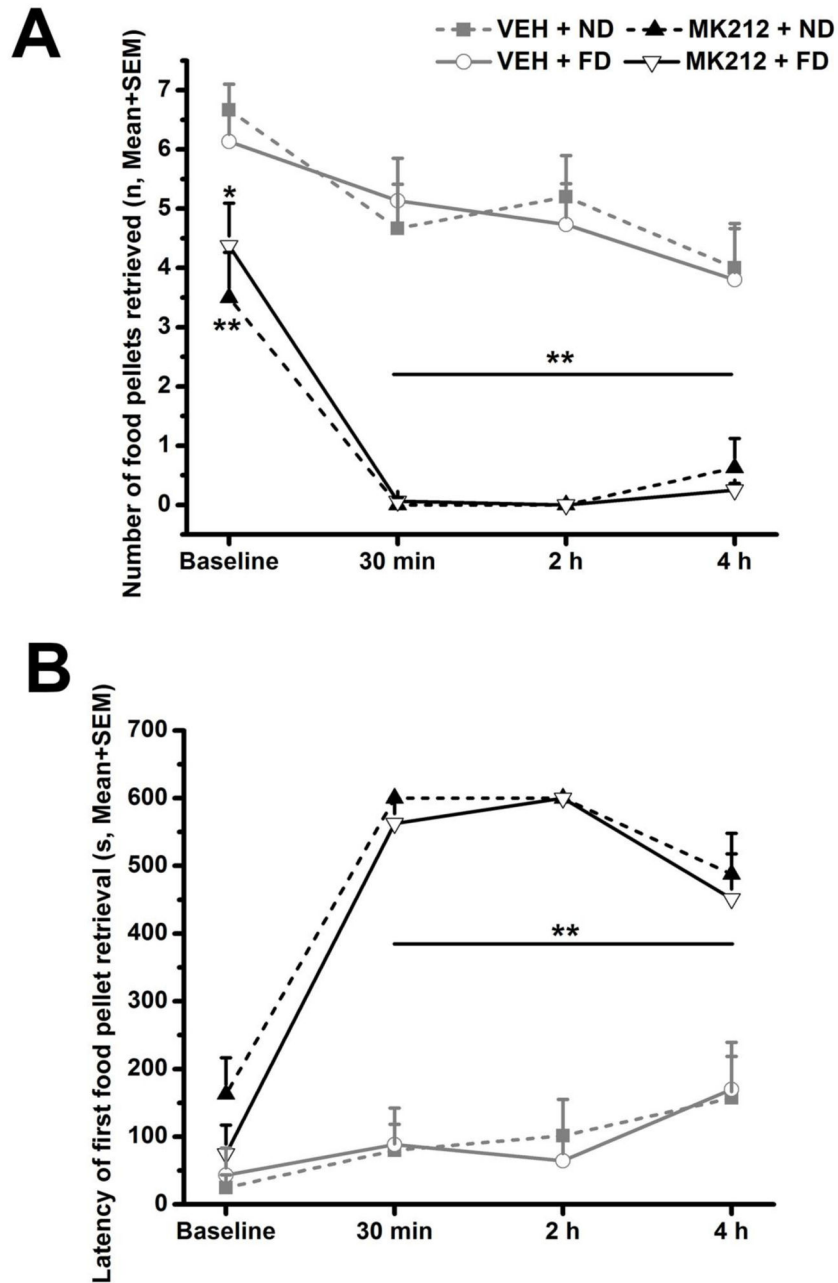 A
VEH + ND
MK212 + ND
VEH + FD
MK212 + FD
Number of food pellets retrieved (n, Mean+SEM)
7
6
5
4
3
2
1
0
*
**
**
Baseline
30 min
2 h
4 h
B
Latency of first food pellet retrieval (s, Mean+SEM)
700
600
500
400
300
200
100
0
**
Baseline
30 min
2 h
4 h